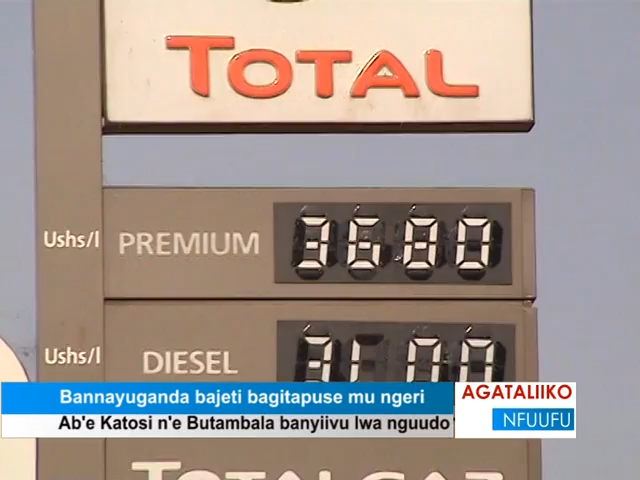 TOTAL
Ushs/l PREMIUM 3680
Ushs/l DIESEL
Bannayuganda bajeti bagitapuse mu ngeri
Ab'e Katosi n'e Butambala banyiivu lwa nguudo
AGATALIIKO
NFUUFU
TOTALGAZ